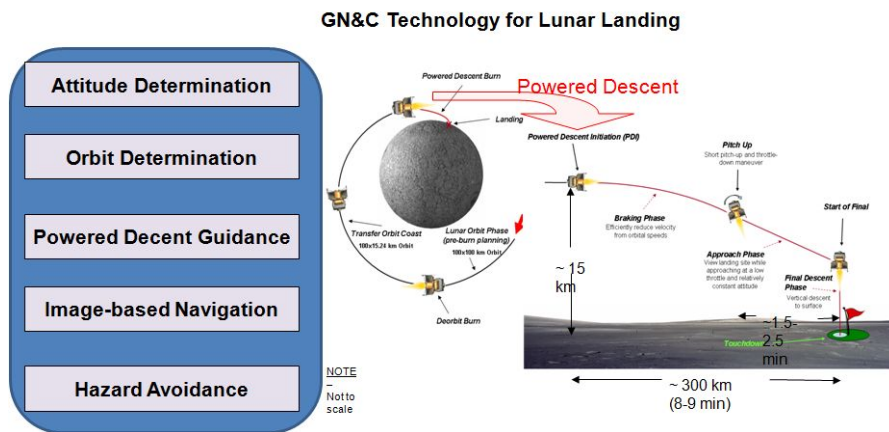 GN&C Technology for Lunar Landing
Attitude Determination
Orbit Determination
Powered Decent Guidance
Image-based Navigation
Hazard Avoidance
Powered Descent Burn
Powered Descent
Landing
Powered Descent Initiation (PDI)
Transfer Orbit Coast
100x15.24 km Orbit
Lunar Orbit Phase
(pre-burn planning)
100x100 km Orbit
Deorbit Burn
NOTE
–
Not to
scale
Pitch Up
Short pitch-up and throttle-
down maneuver
Braking Phase
Efficiently reduce velocity
from orbital speeds
Start of Final
Approach Phase
View landing site while
approaching at a low
throttle and relatively
constant attitude
Final Descent
Phase
Vertical descent
to surface
~ 15
km
~1.5-
2.5
min
Touchdown
~ 300 km
(8-9 min)